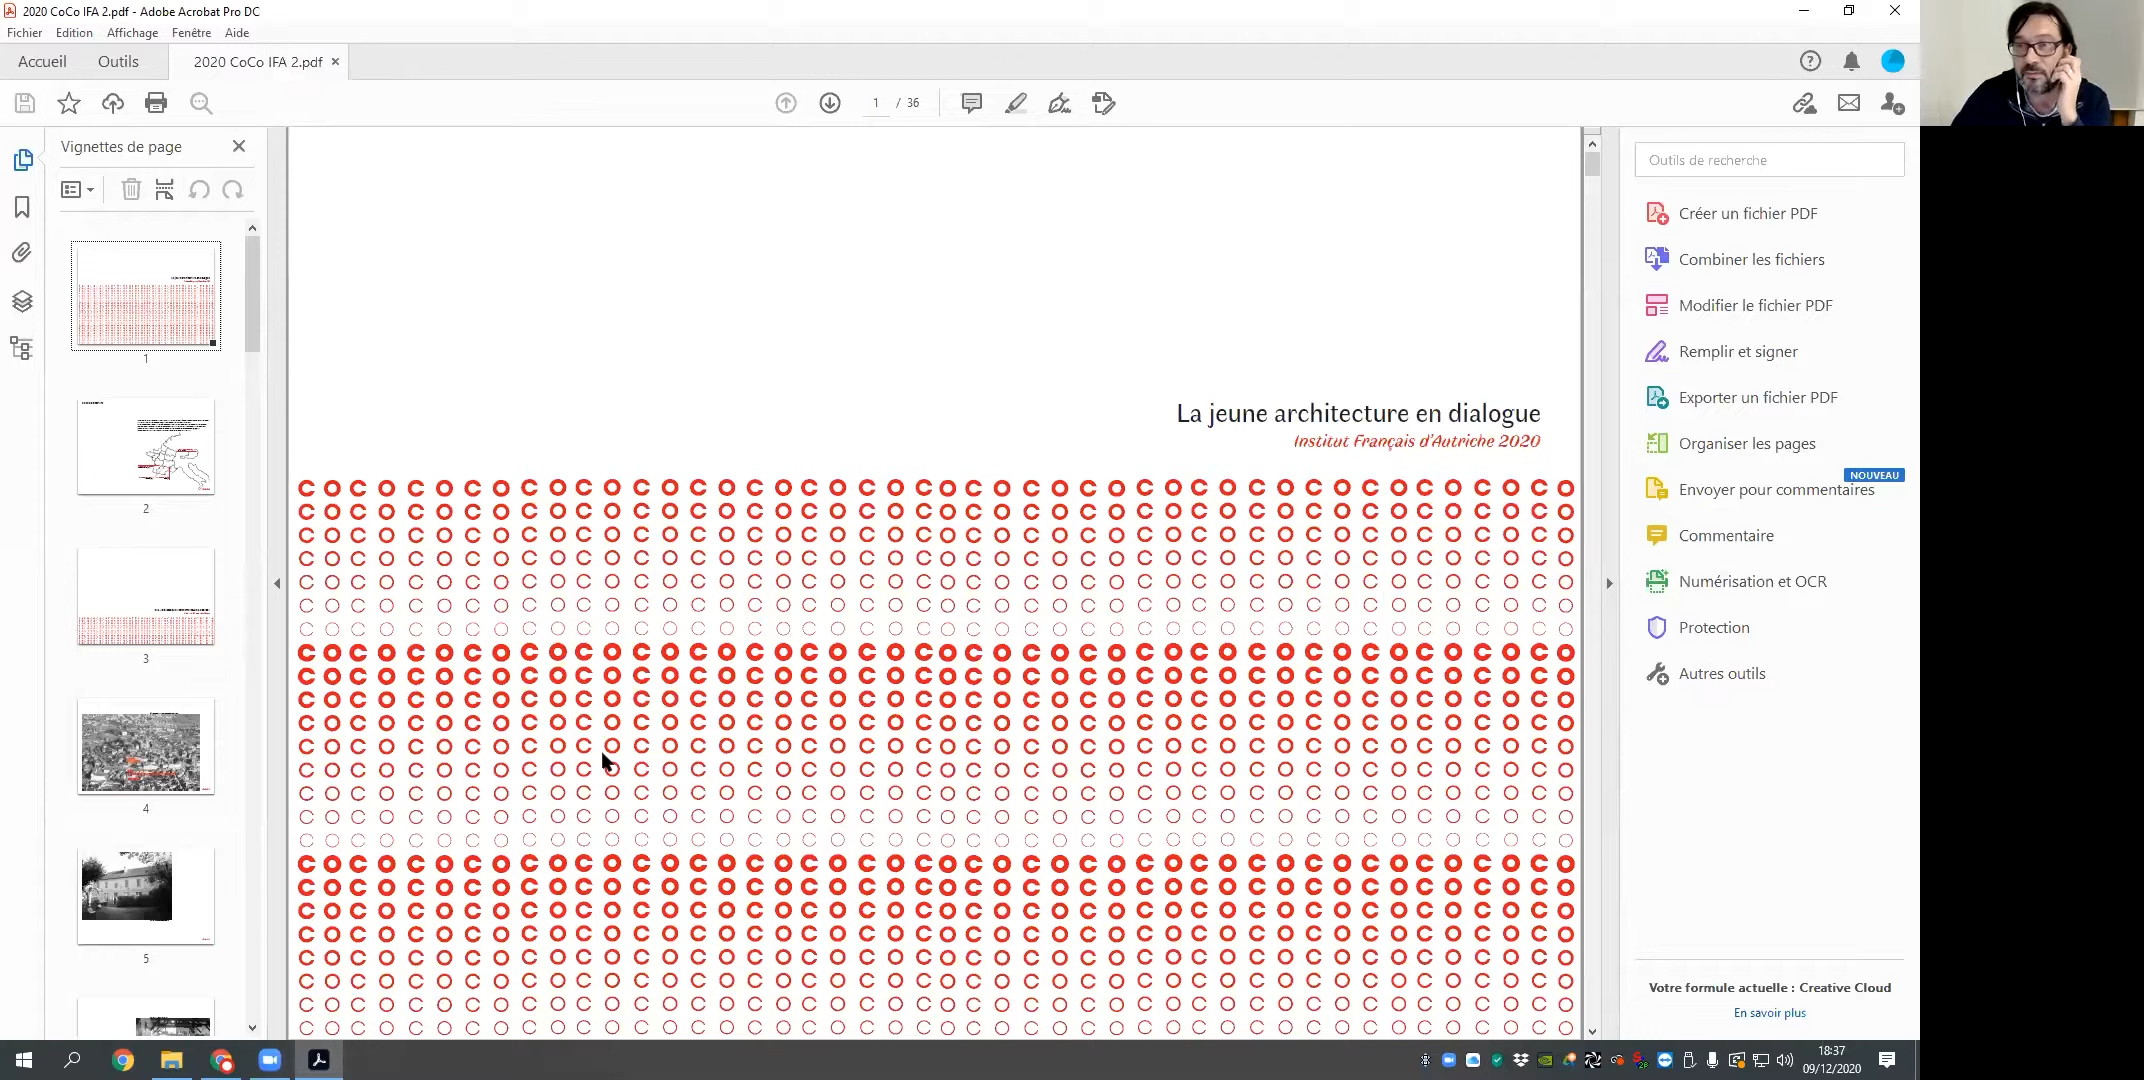 2020 CoCo IFA 2.pdf - Adobe Acrobat Pro DC
Fichier Edition Affichage Fenêtre Aide
Accueil Outils 2020 CoCo IFA 2.pdf ×
1 / 36
Vignettes de page
1
2
3
4
5
La jeune architecture en dialogue
Institut Français d'Autriche 2020
Outils de recherche
Créer un fichier PDF
Combiner les fichiers
Modifier le fichier PDF
Remplir et signer
Exporter un fichier PDF
Organiser les pages
NOUVEAU
Envoyer pour commentaires
Commentaire
Numérisation et OCR
Protection
Autres outils
Votre formule actuelle : Creative Cloud
En savoir plus
18:37
09/12/2020